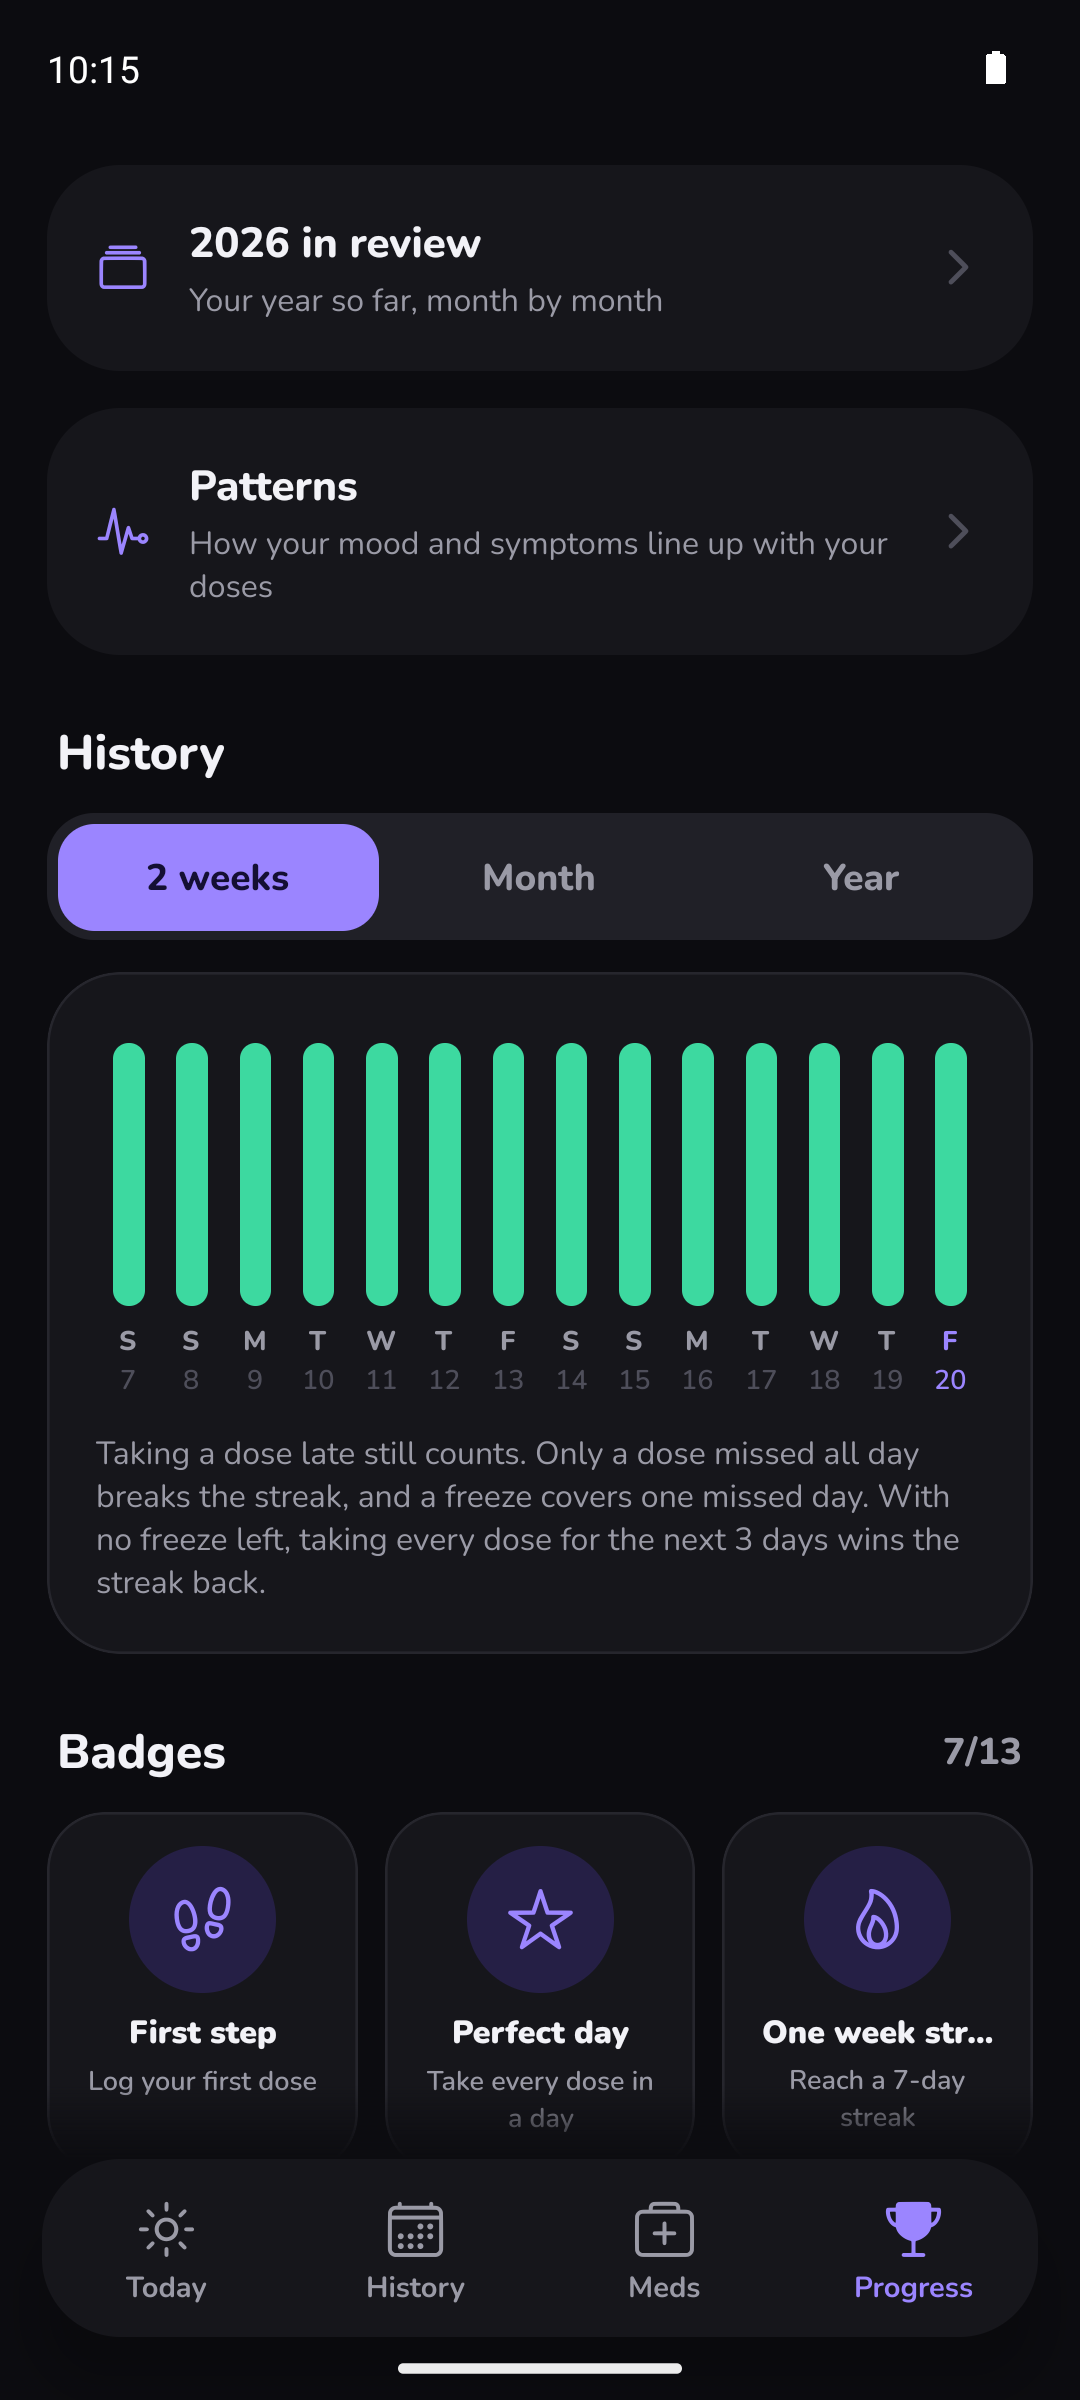 10:15
2026 in review
Your year so far, month by month
Patterns
How your mood and symptoms line up with your
doses
History
2 weeks Month Year
S S M T W T F S S M T W T F
7 8 9 10 11 12 13 14 15 16 17 18 19 20
Taking a dose late still counts. Only a dose missed all day
breaks the streak, and a freeze covers one missed day. With
no freeze left, taking every dose for the next 3 days wins the
streak back.
Badges 7/13
First step Perfect day One week str...
Log your first dose Take every dose in Reach a 7-day
a day streak
Today History Meds Progress